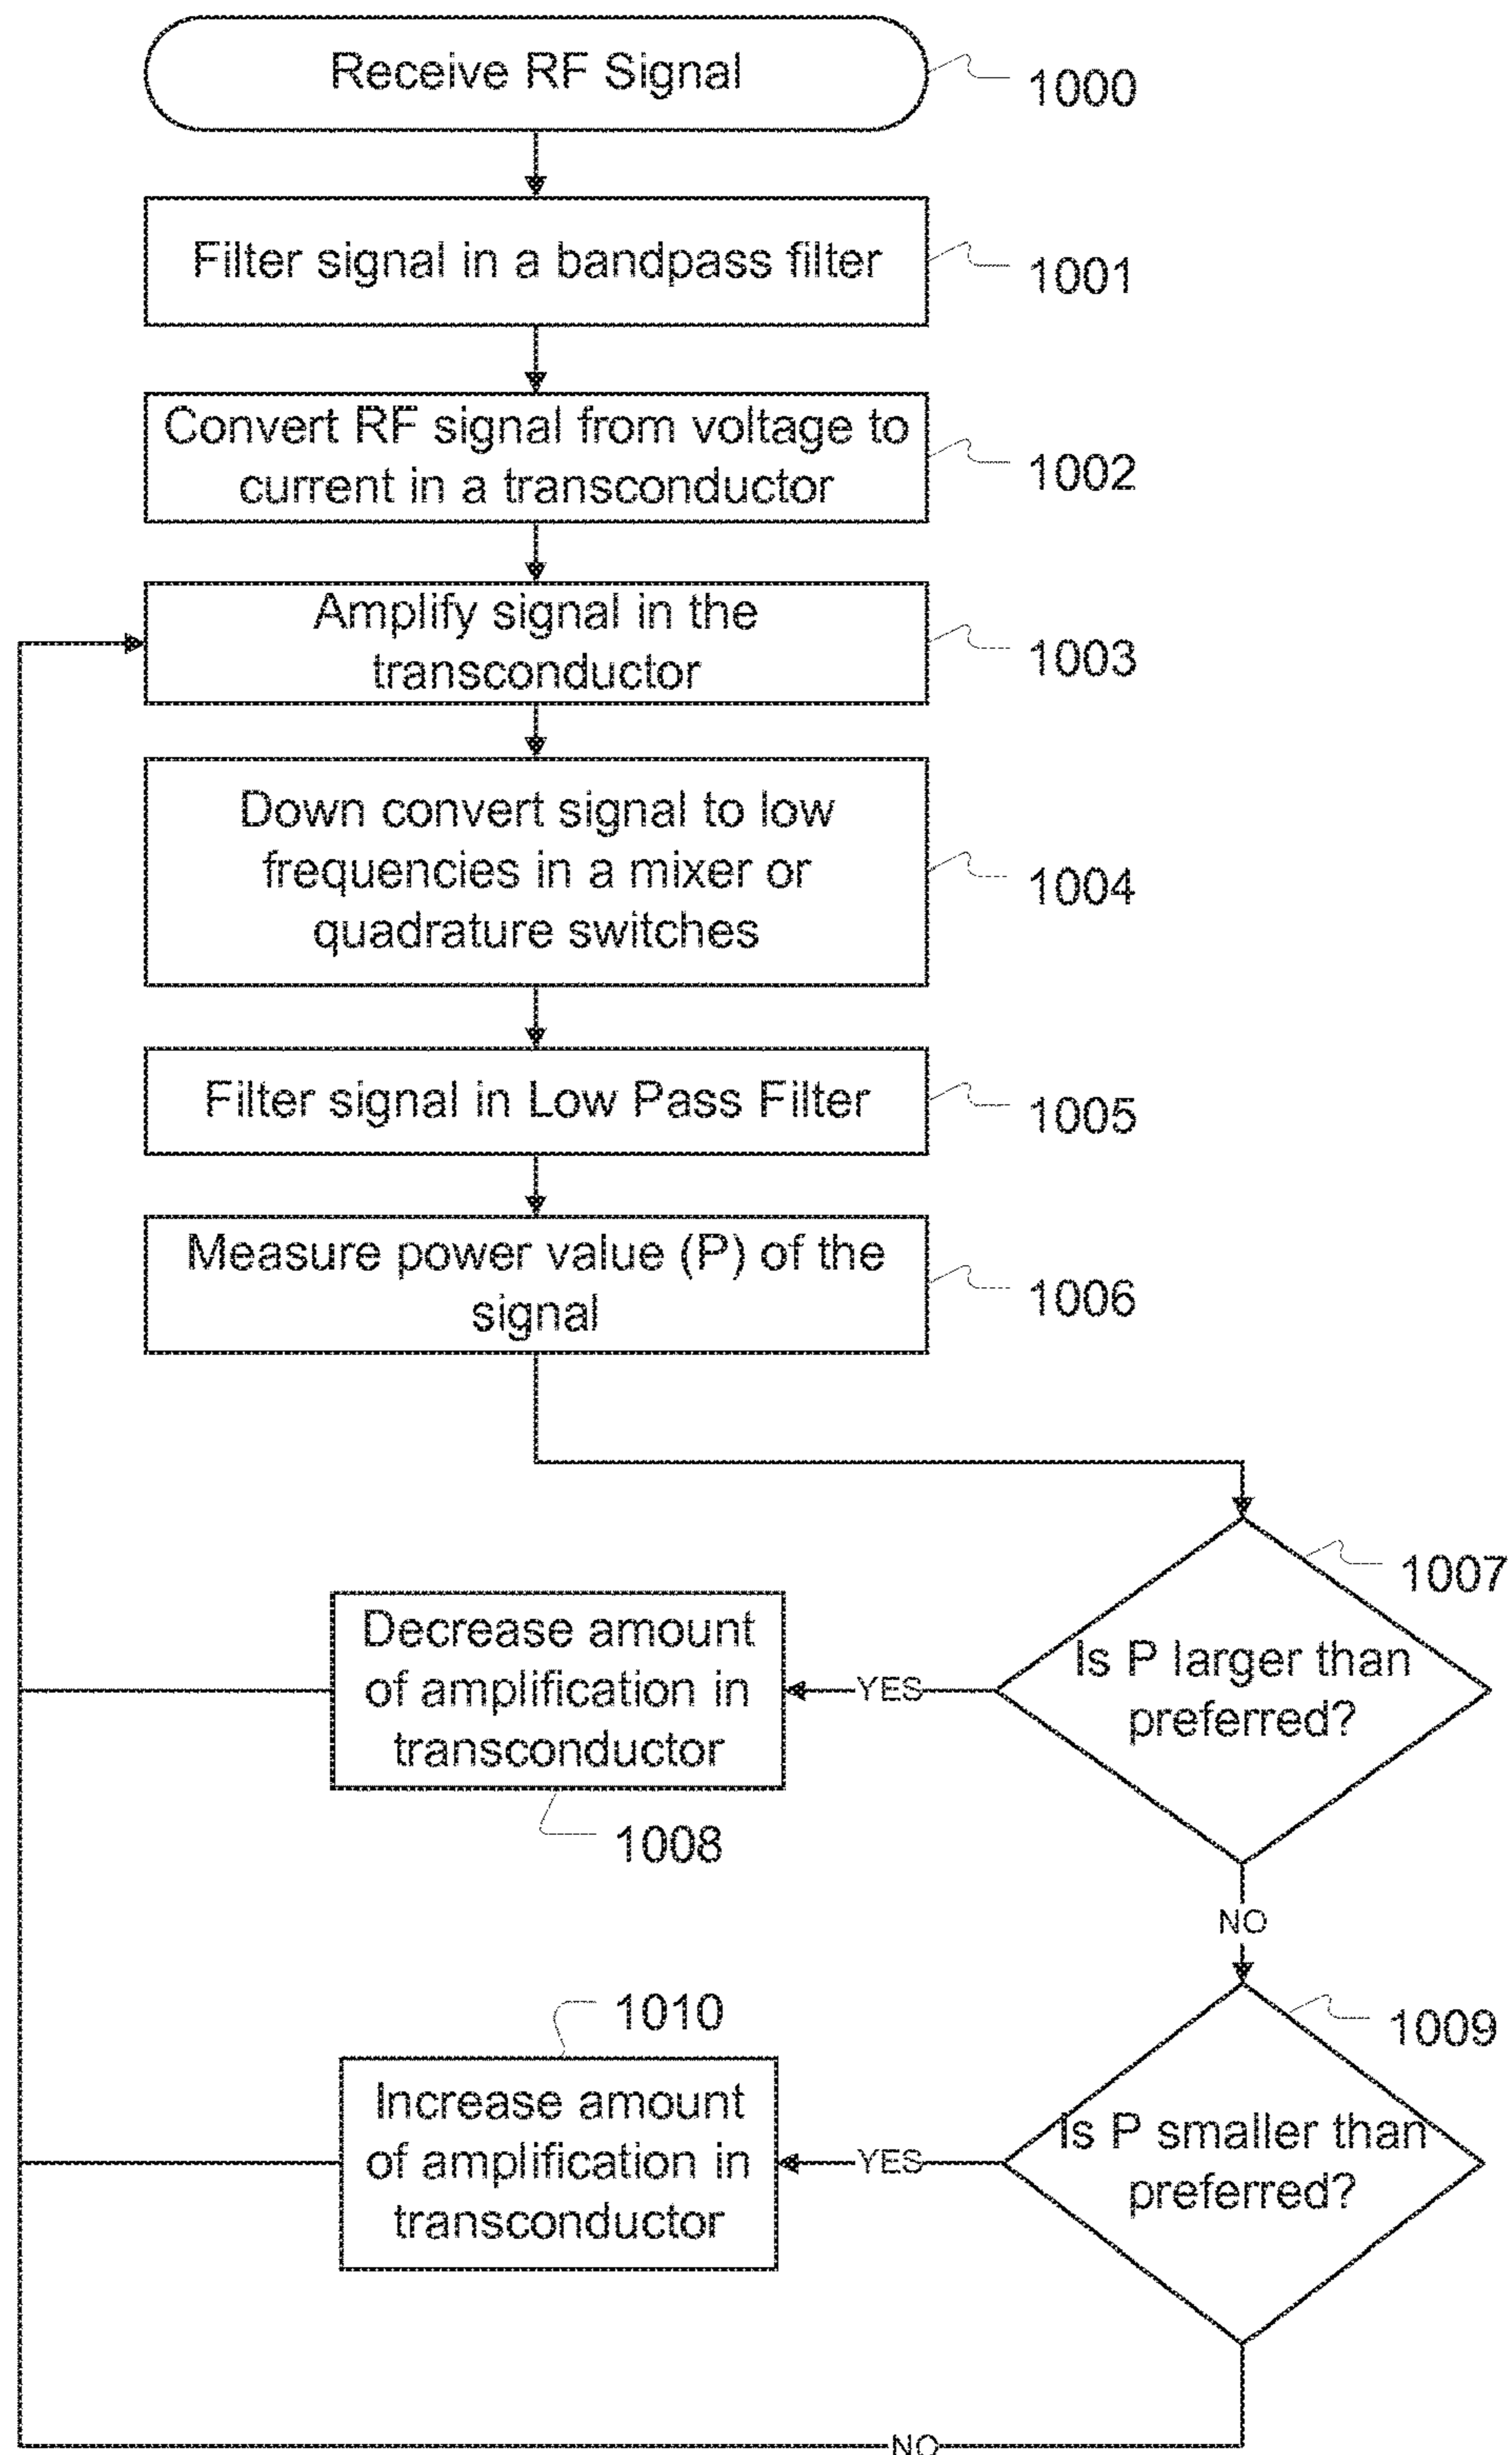 Receive RF Signal
1000
Filter signal in a bandpass filter
1001
Convert RF signal from voltage to
current in a transconductor
1002
Amplify signal in the
transconductor
1003
Down convert signal to low
frequencies in a mixer or
quadrature switches
1004
Filter signal in Low Pass Filter
1005
Measure power value (P) of the
signal
1006
1007
Is P larger than
preferred?
YES
Decrease amount
of amplification in
transconductor
1008
NO
1009
Is P smaller than
preferred?
YES
1010
Increase amount
of amplification in
transconductor
NO